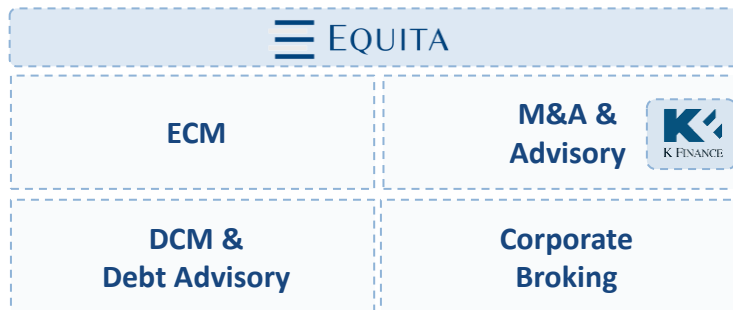 EQUITA
ECM
M&A &
Advisory
K FINANCE
DCM &
Debt Advisory
Corporate
Broking